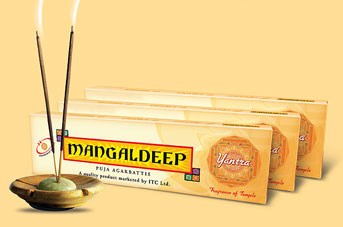 MANGALDEEP
PUJA AGARBATTIS
A quality product marketed by ITC Ltd.
Yantra
Fragrance of Temple